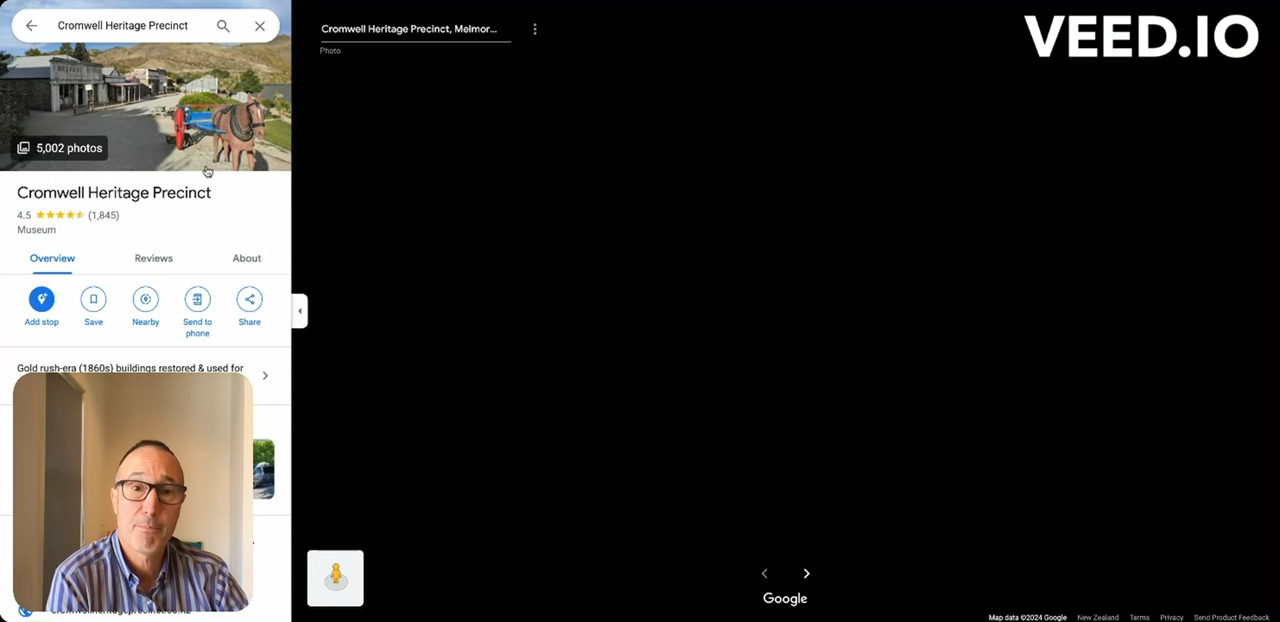 Cromwell Heritage Precinct
5,002 photos
Cromwell Heritage Precinct
4.5 (1,845)
Museum
Overview Reviews About
Add stop Save Nearby Send to phone Share
Gold rush-era (1860s) buildings restored & used for
Cromwell Heritage Precinct, Melmor...
Photo
VEED.IO
Google
Map data ©2024 Google New Zealand Terms Privacy Send Product Feedback